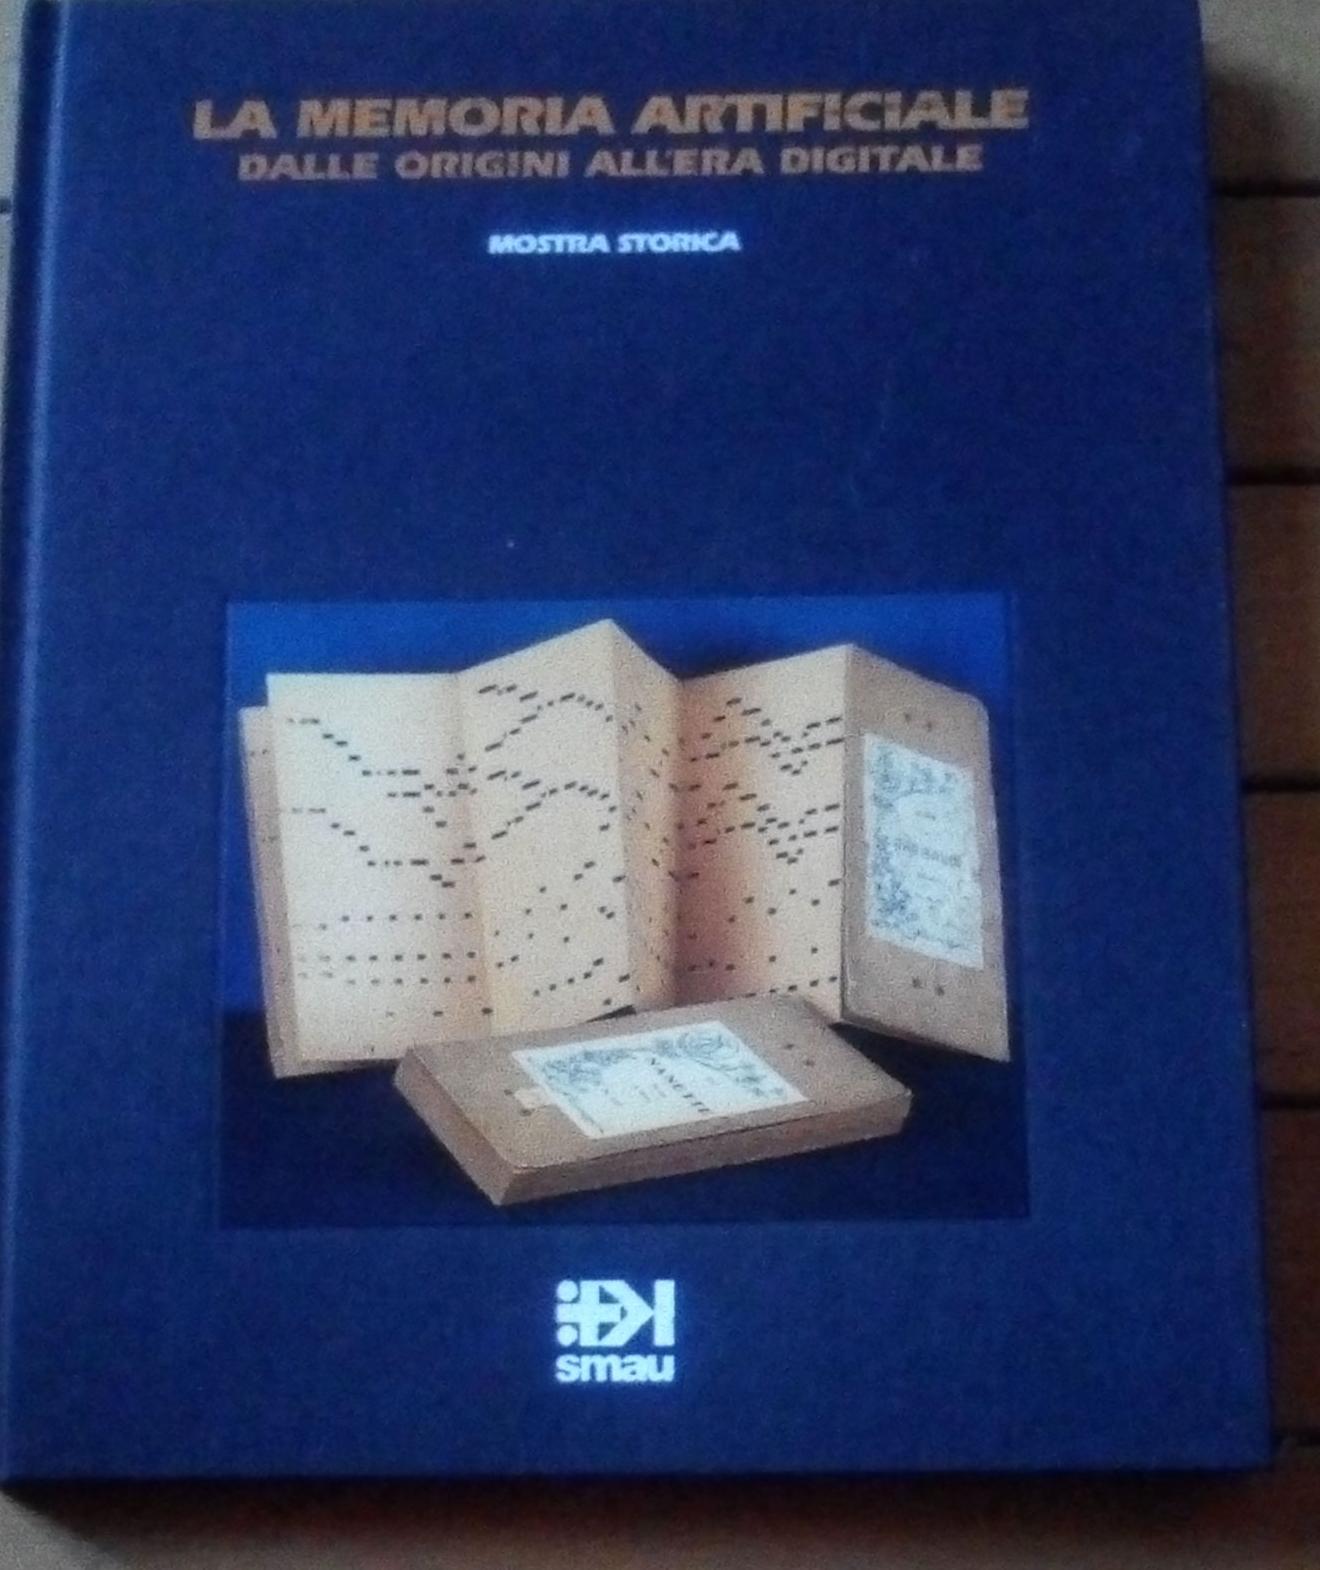 LA MEMORIA ARTIFICIALE
DALLE ORIGINI ALL'ERA DIGITALE
MOSTRA STORICA
smau